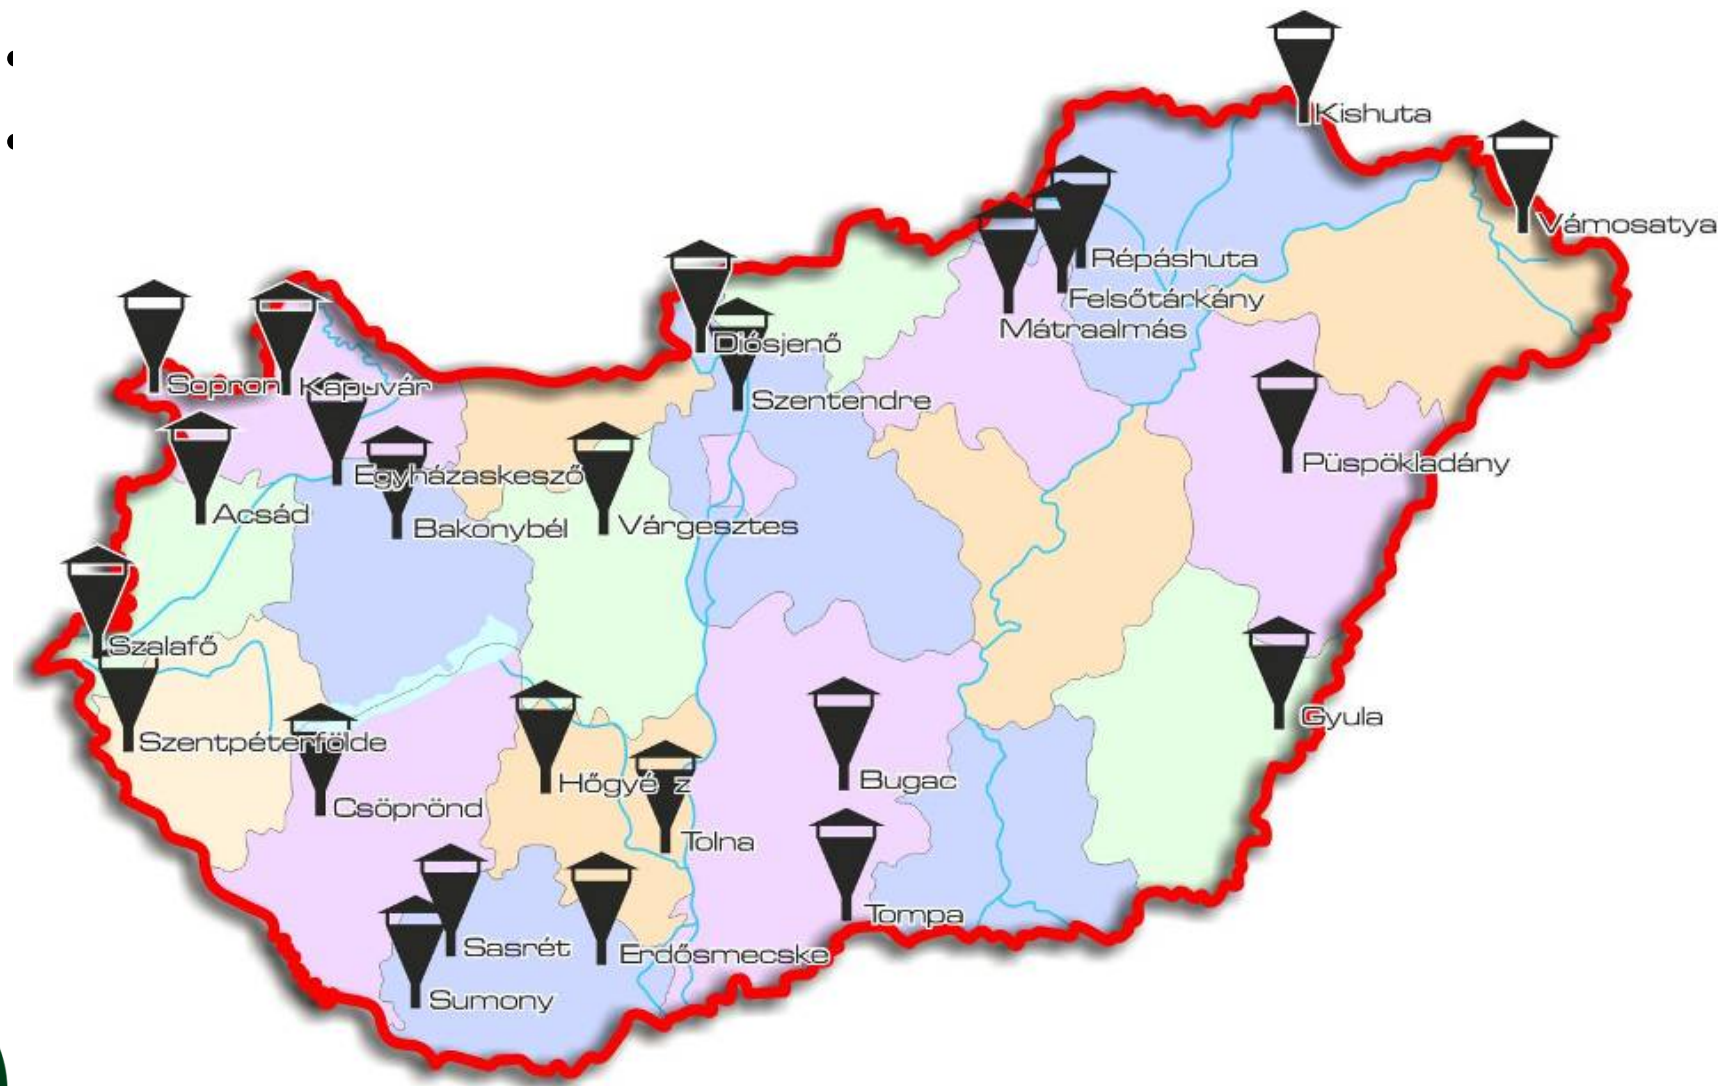 Kishuta
Vámosatya
Répáshuta
Felsőtárkány
Mátraalmás
Diósjenő
Sopron
Kapuvár
Szentendre
Püspökladány
Egyházaskesző
Acsád
Bakonybél
Várgesztes
Szalafő
Gyula
Szentpéterfölde
Hőgyé z
Bugac
Csöprönd
Tolna
Tompa
Sasrét
Erdősmecske
Sumony